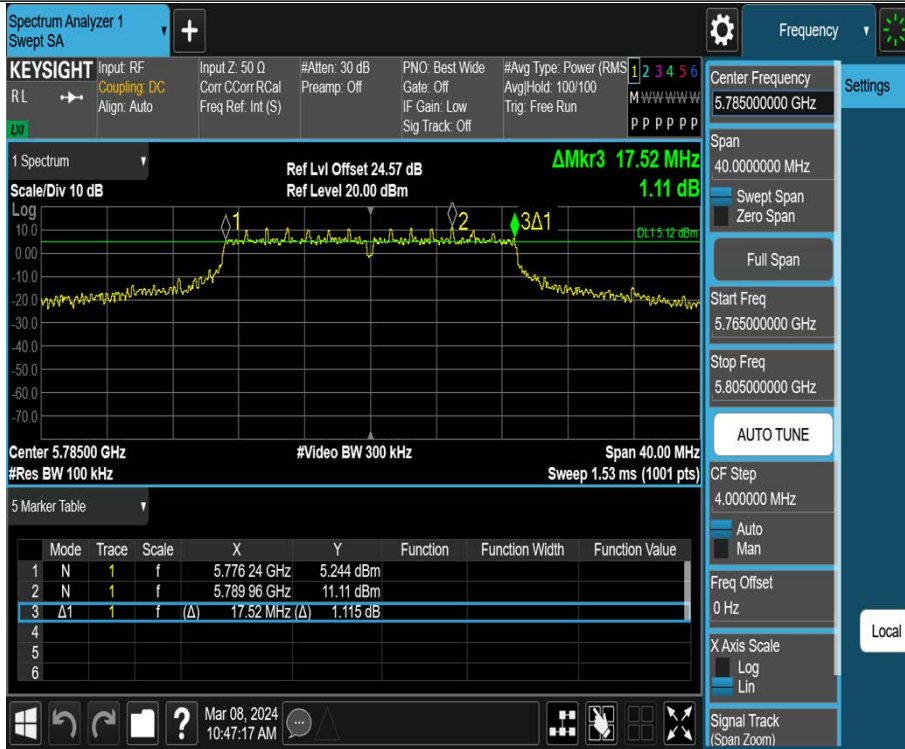 Spectrum Analyzer 1
Swept SA
+
Frequency
KEYSIGHT
RL
LXI
Input: RF
Coupling: DC
Align: Auto
Input Z: 50 Ω
Corr CCorr RCal
Freq Ref: Int (S)
#Atten: 30 dB
Preamp: Off
PNO: Best Wide
Gate: Off
IF Gain: Low
Sig Track: Off
#Avg Type: Power (RMS
Avg|Hold: 100/100
Trig: Free Run
1 2 3 4 5 6
M W W W W W
P P P P P P
1 Spectrum
Scale/Div 10 dB
Ref Lvl Offset 24.57 dB
Ref Level 20.00 dBm
ΔMkr3 17.52 MHz
1.11 dB
Log
10.0
0.00
-10.0
-20.0
-30.0
-40.0
-50.0
-60.0
-70.0
1
2
3Δ1
DL1 5.12 dBm
Center 5.78500 GHz
#Res BW 100 kHz
#Video BW 300 kHz
Span 40.00 MHz
Sweep 1.53 ms (1001 pts)
5 Marker Table
Mode Trace Scale X Y Function Function Width Function Value
1 N 1 f 5.776 24 GHz 5.244 dBm
2 N 1 f 5.789 96 GHz 11.11 dBm
3 Δ1 1 f (Δ) 17.52 MHz (Δ) 1.115 dB
4
5
6
?
Mar 08, 2024
10:47:17 AM
Center Frequency
5.785000000 GHz
Span
40.0000000 MHz
Swept Span
Zero Span
Full Span
Start Freq
5.765000000 GHz
Stop Freq
5.805000000 GHz
AUTO TUNE
CF Step
4.000000 MHz
Auto
Man
Freq Offset
0 Hz
X Axis Scale
Log
Lin
Signal Track
(Span Zoom)
Settings
Local